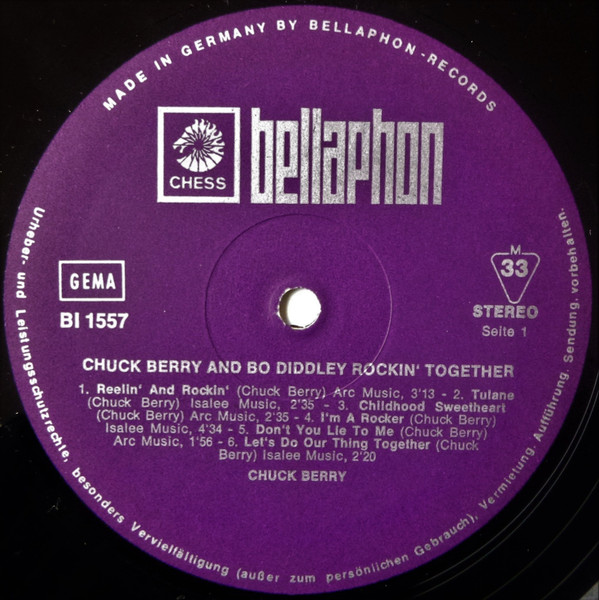 MADE IN GERMANY BY BELLAPHON-RECORDS
CHESS
bellaphon
GEMA
BI 1557
M
33
STEREO
Seite 1
CHUCK BERRY AND BO DIDDLEY ROCKIN' TOGETHER
1. Reelin' And Rockin' (Chuck Berry) Arc Music, 3'13 - 2. Tulane
(Chuck Berry) Isalee Music, 2'35 - 3. Childhood Sweetheart
(Chuck Berry) Arc Music, 2'35 - 4. I'm A Rocker (Chuck Berry)
Isalee Music, 4'34 - 5. Don't You Lie To Me (Chuck Berry)
Arc Music, 1'56 - 6. Let's Do Our Thing Together (Chuck
Berry) Isalee Music, 2'20
CHUCK BERRY
Urheber- und Leistungsschutzrechte, besonders Vervielfältigung (außer zum persönlichen Gebrauch), Vermietung, Aufführung, Sendung, vorbehalten.